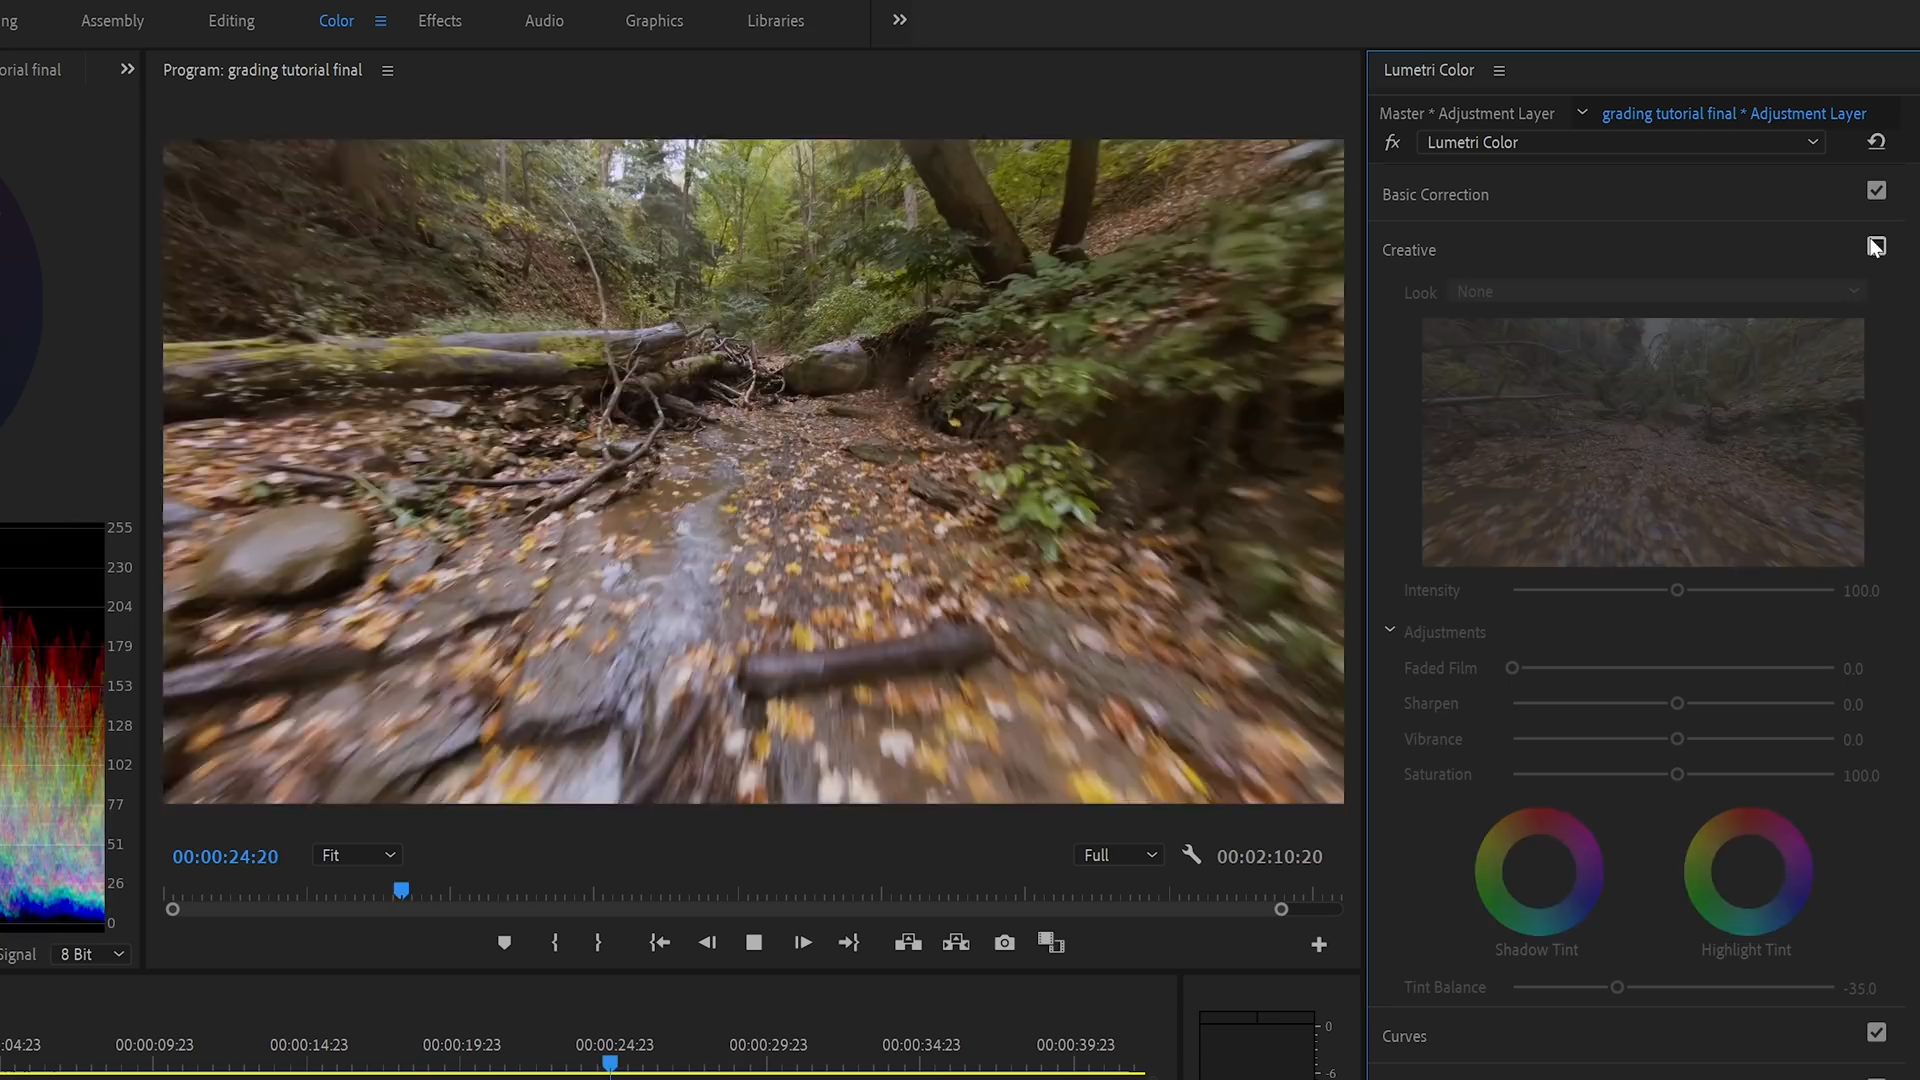 ng
Assembly
Editing
Color
Effects
Audio
Graphics
Libraries
orial final
Program: grading tutorial final
Lumetri Color
Master * Adjustment Layer
grading tutorial final * Adjustment Layer
fx
Lumetri Color
Basic Correction
Creative
Look
None
Intensity
100.0
Adjustments
Faded Film
0.0
Sharpen
0.0
Vibrance
0.0
Saturation
100.0
Shadow Tint
Highlight Tint
Tint Balance
-35.0
Curves
255
230
204
179
153
128
102
77
51
26
0
Signal
8 Bit
00:00:24:20
Fit
Full
00:02:10:20
:04:23
00:00:09:23
00:00:14:23
00:00:19:23
00:00:24:23
00:00:29:23
00:00:34:23
00:00:39:23
0
-6